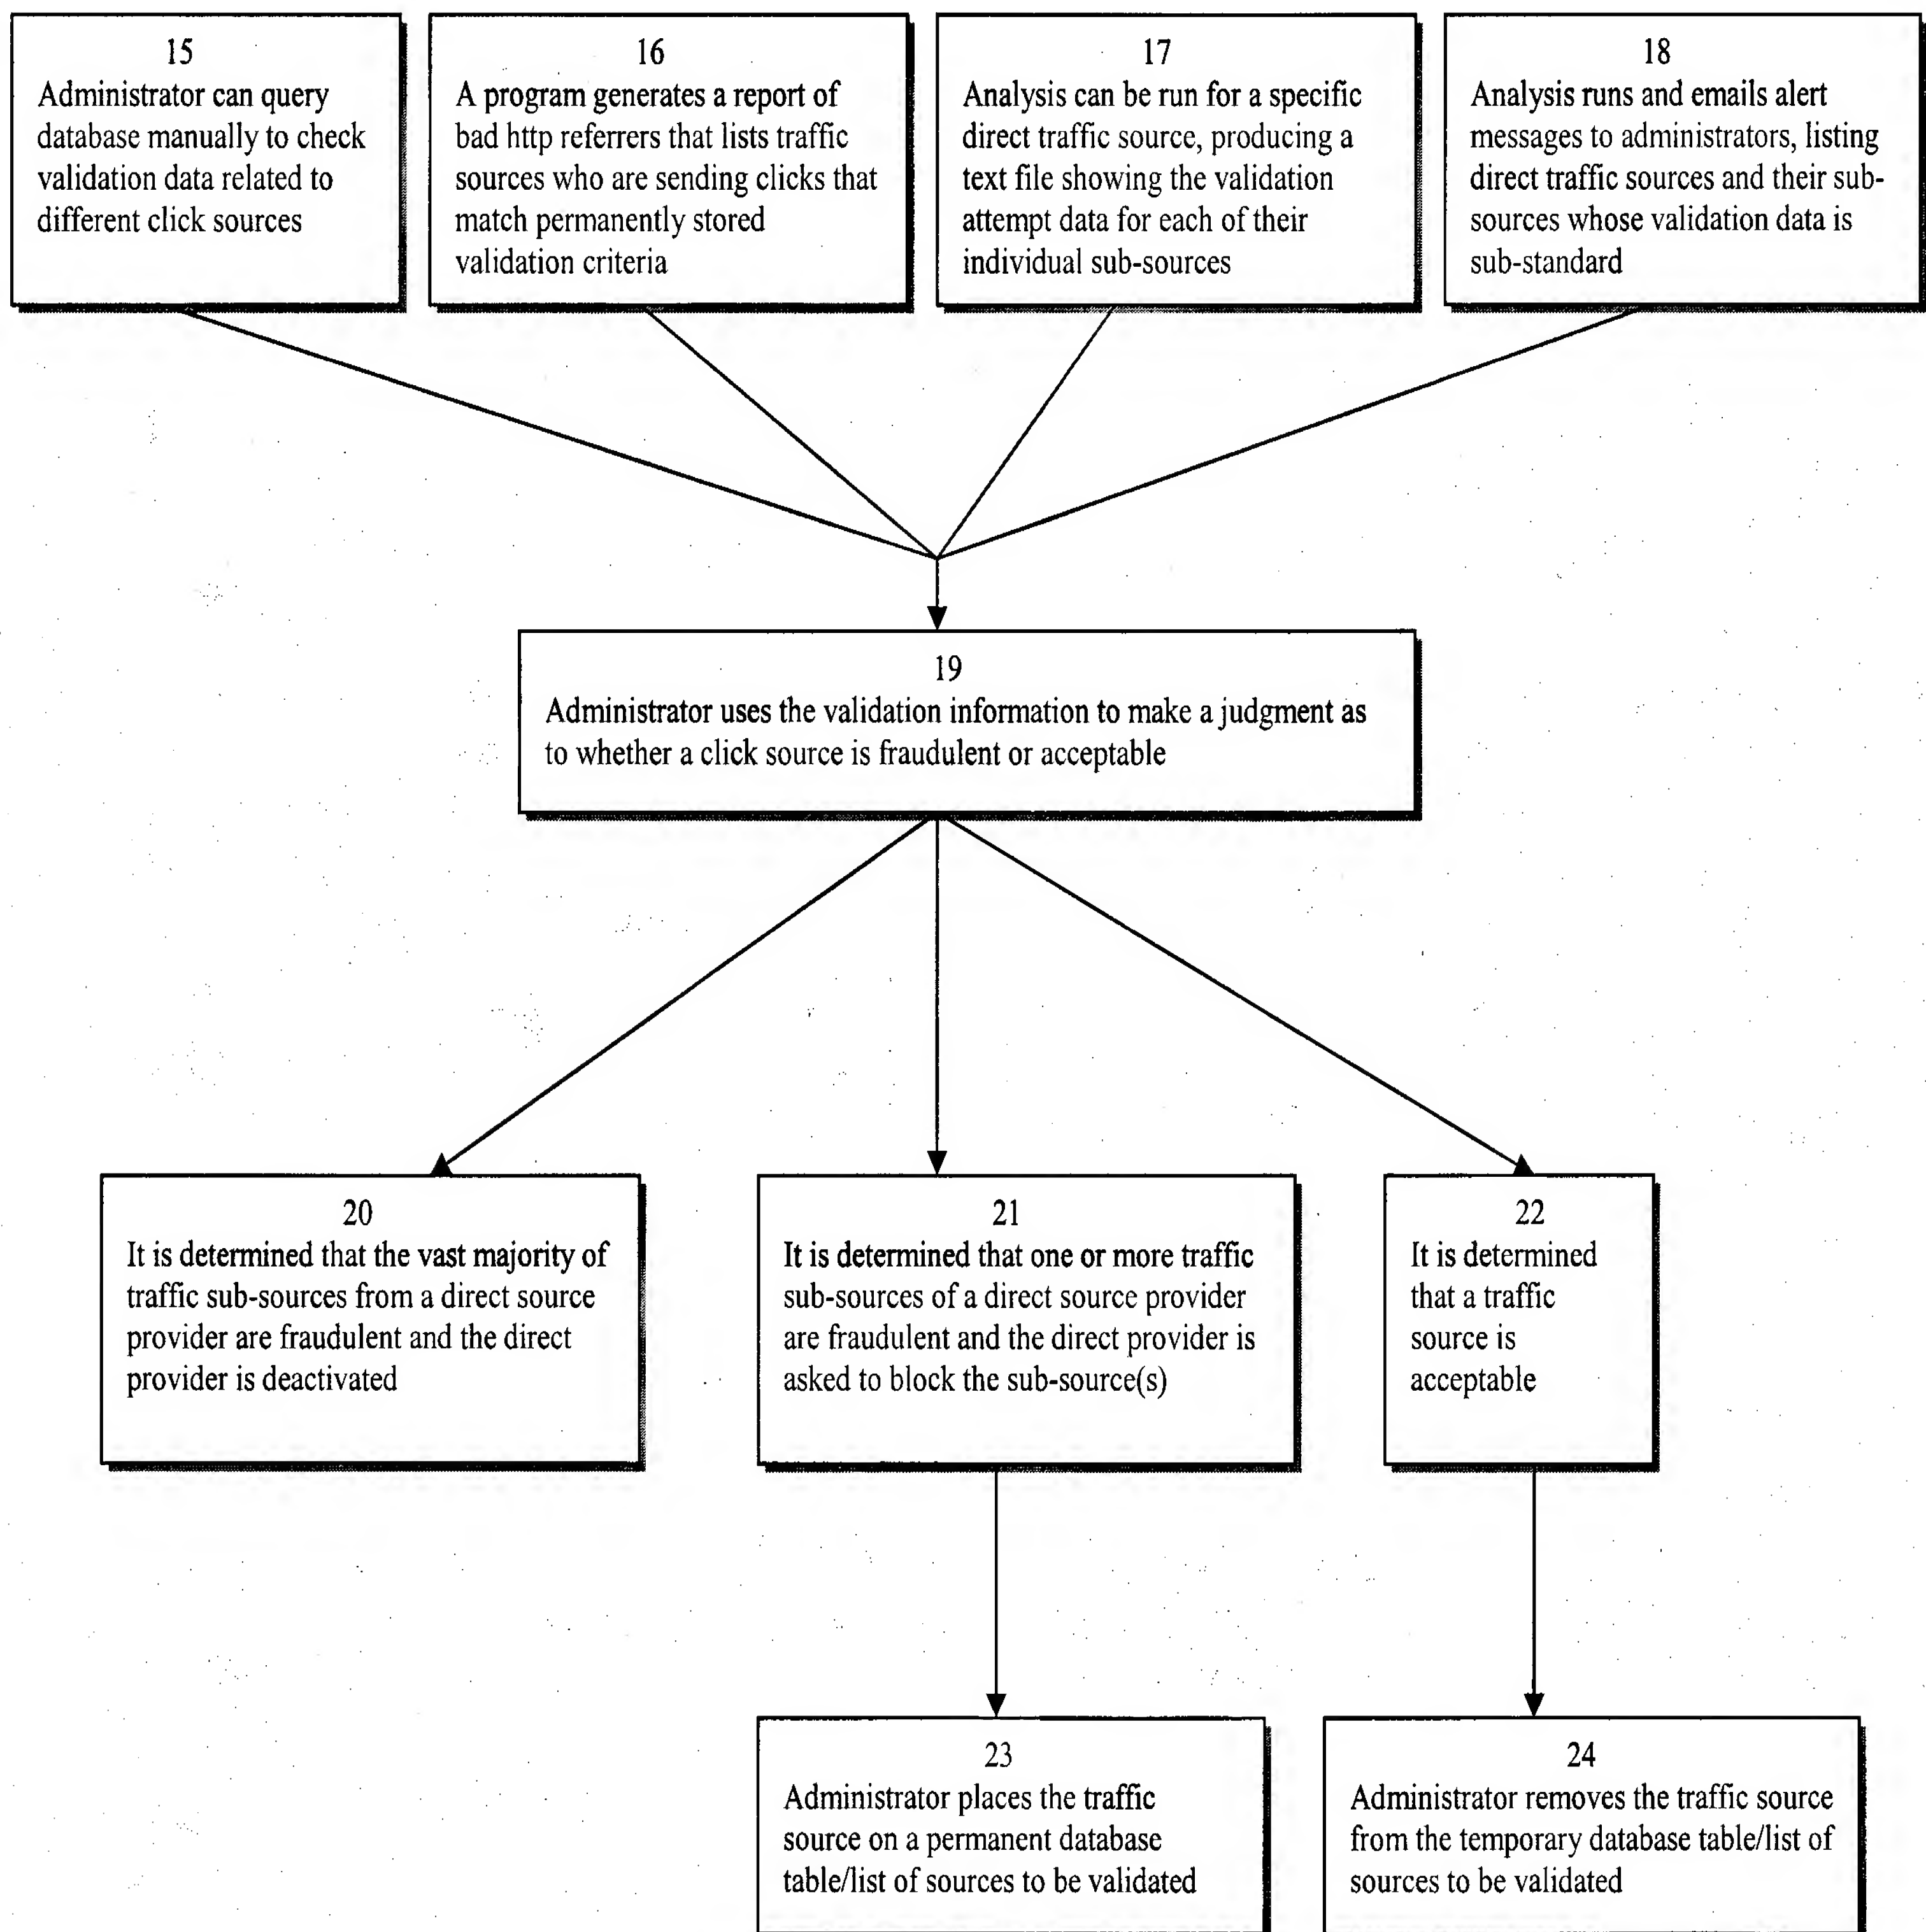 15
Administrator can query
database manually to check
validation data related to
different click sources
16
A program generates a report of
bad http referrers that lists traffic
sources who are sending clicks that
match permanently stored
validation criteria
17
Analysis can be run for a specific
direct traffic source, producing a
text file showing the validation
attempt data for each of their
individual sub-sources
18
Analysis runs and emails alert
messages to administrators, listing
direct traffic sources and their sub-
sources whose validation data is
sub-standard
19
Administrator uses the validation information to make a judgment as
to whether a click source is fraudulent or acceptable
20
It is determined that the vast majority of
traffic sub-sources from a direct source
provider are fraudulent and the direct
provider is deactivated
21
It is determined that one or more traffic
sub-sources of a direct source provider
are fraudulent and the direct provider is
asked to block the sub-source(s)
22
It is determined
that a traffic
source is
acceptable
23
Administrator places the traffic
source on a permanent database
table/list of sources to be validated
24
Administrator removes the traffic source
from the temporary database table/list of
sources to be validated